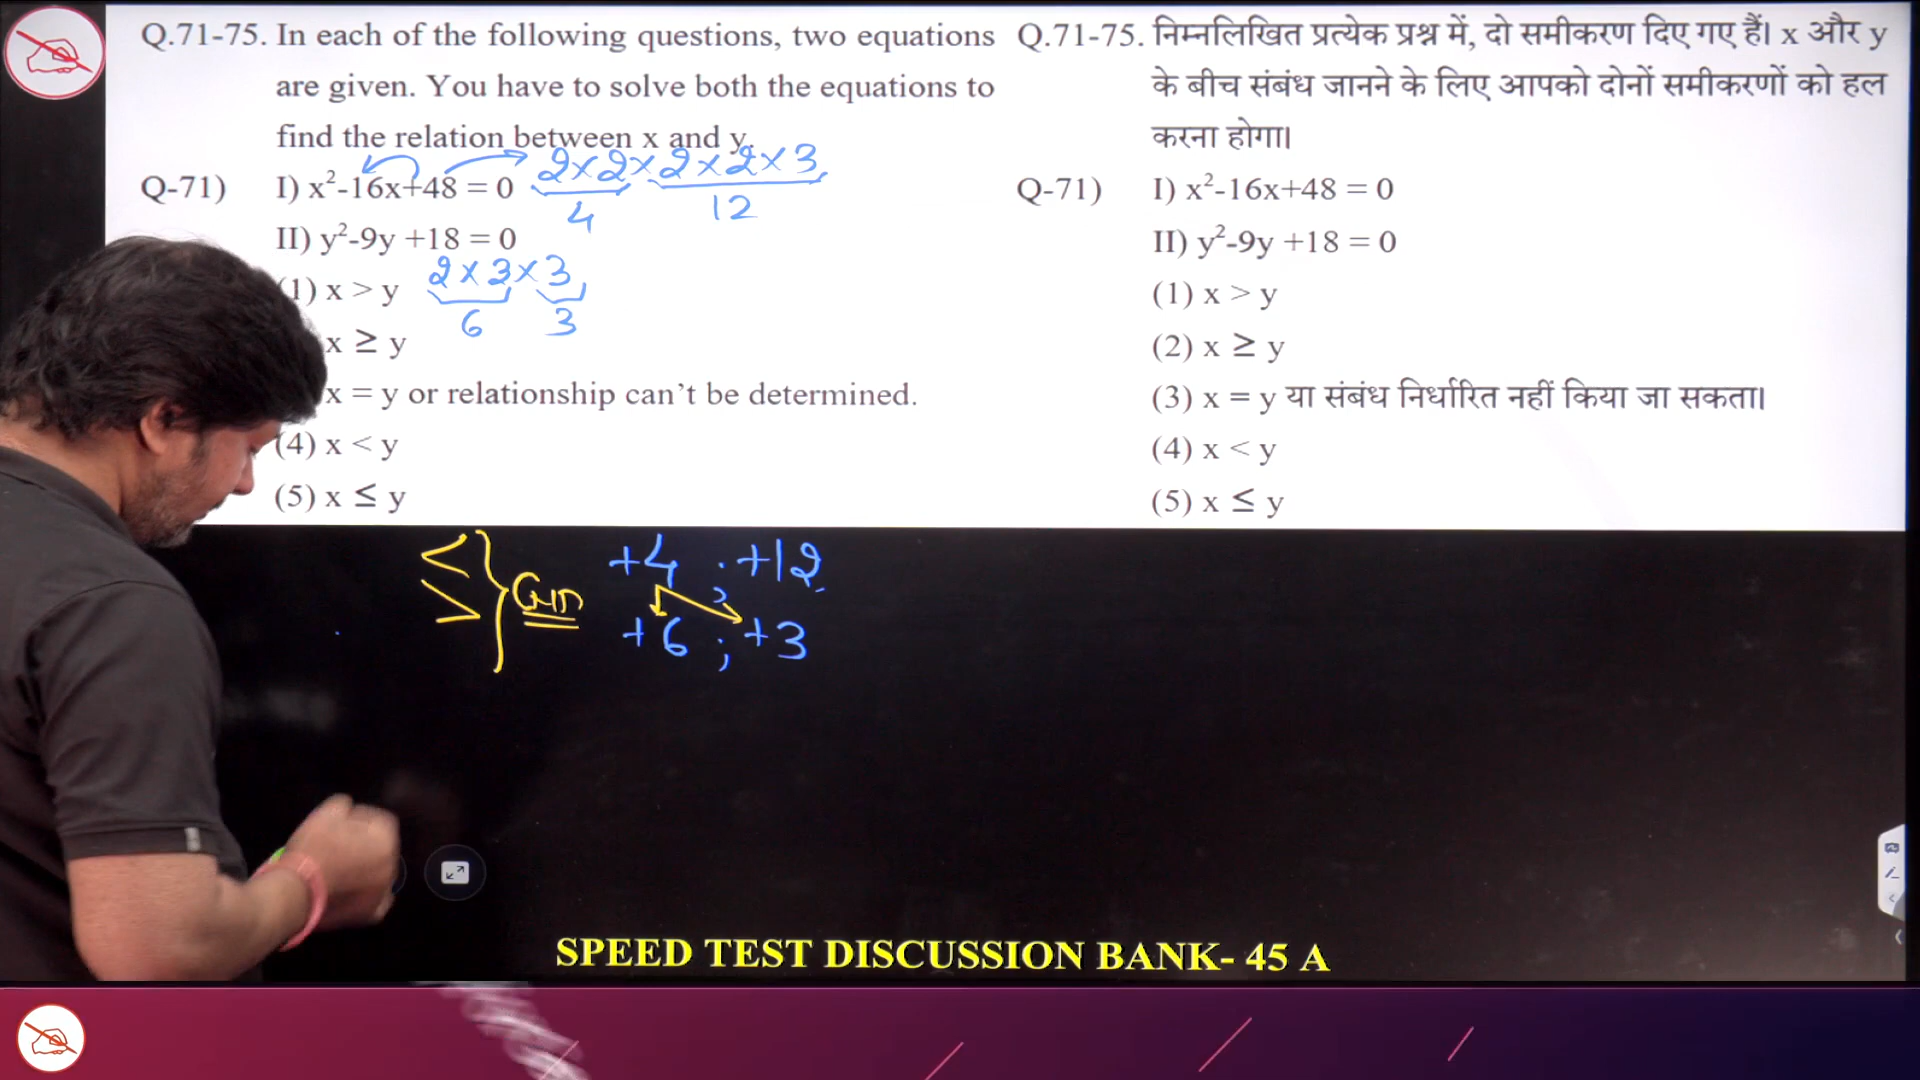 Q.71-75. In each of the following questions, two equations
are given. You have to solve both the equations to
find the relation between x and y.
2×2×2×2×3
Q-71) I) x²-16x+48 = 0
4 12
II) y²-9y +18 = 0
2×3×3
(1) x > y
6 3
x ≥ y
x = y or relationship can't be determined.
(4) x < y
(5) x ≤ y
Q.71-75. निम्नलिखित प्रत्येक प्रश्न में, दो समीकरण दिए गए हैं। x और y
के बीच संबंध जानने के लिए आपको दोनों समीकरणों को हल
करना होगा।
Q-71) I) x²-16x+48 = 0
II) y²-9y +18 = 0
(1) x > y
(2) x ≥ y
(3) x = y या संबंध निर्धारित नहीं किया जा सकता।
(4) x < y
(5) x ≤ y
< +4 ; +12
>
+6 ; +3
SPEED TEST DISCUSSION BANK- 45 A